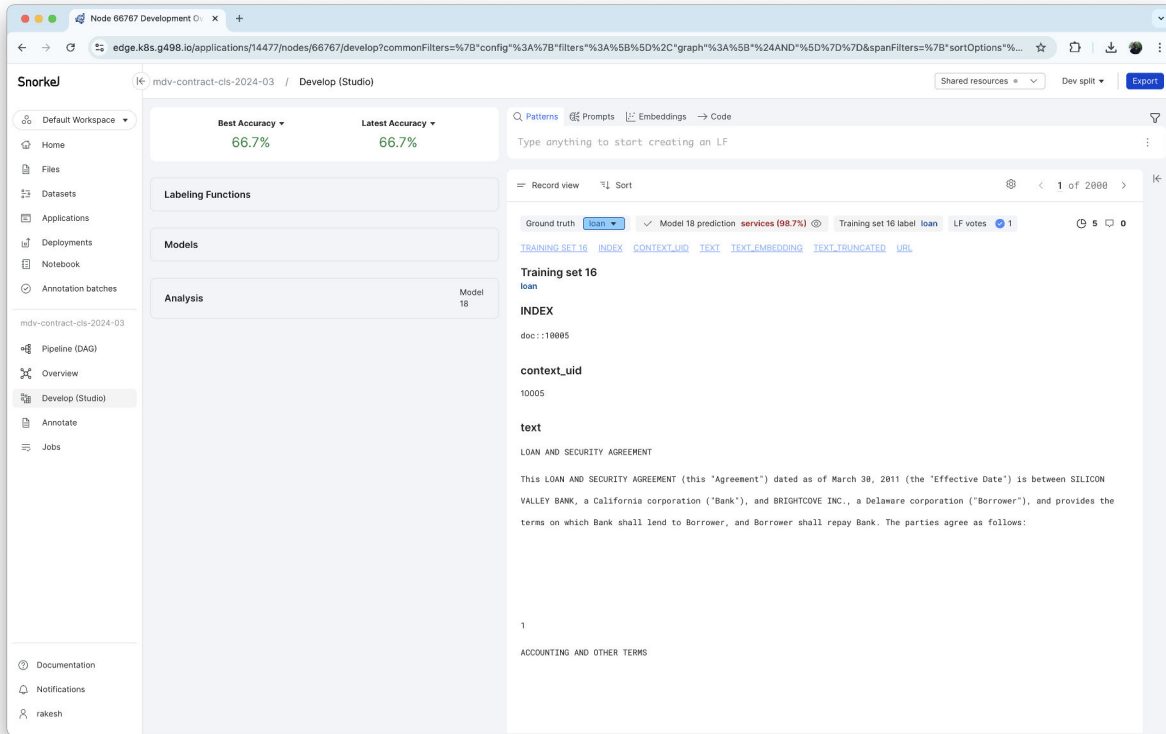 Node 66767 Development Ov
edge.k8s.g498.io/applications/14477/nodes/66767/develop?commonFilters=%7B"config"%3A%7B"filters"%3A%5B%5D%2C"graph"%3A%5B"%24AND"%5D%7D%7D&spanFilters=%7B"sortOptions"%...
Snorkel
mdv-contract-cls-2024-03 / Develop (Studio)
Shared resources
Dev split
Export
Default Workspace
Home
Files
Datasets
Applications
Deployments
Notebook
Annotation batches
mdv-contract-cls-2024-03
Pipeline (DAG)
Overview
Develop (Studio)
Annotate
Jobs
Documentation
Notifications
rakesh
Best Accuracy
66.7%
Latest Accuracy
66.7%
Labeling Functions
Models
Analysis
Model 18
Patterns Prompts Embeddings Code
Type anything to start creating an LF
Record view Sort
1 of 2000
Ground truth loan Model 18 prediction services (98.7%) Training set 16 label loan LF votes 1 5 0
TRAINING SET 16 INDEX CONTEXT_UID TEXT TEXT_EMBEDDING TEXT_TRUNCATED URL
Training set 16
loan
INDEX
doc::10005
context_uid
10005
text
LOAN AND SECURITY AGREEMENT
This LOAN AND SECURITY AGREEMENT (this "Agreement") dated as of March 30, 2011 (the "Effective Date") is between SILICON
VALLEY BANK, a California corporation ("Bank"), and BRIGHTCOVE INC., a Delaware corporation ("Borrower"), and provides the
terms on which Bank shall lend to Borrower, and Borrower shall repay Bank. The parties agree as follows:
1
ACCOUNTING AND OTHER TERMS